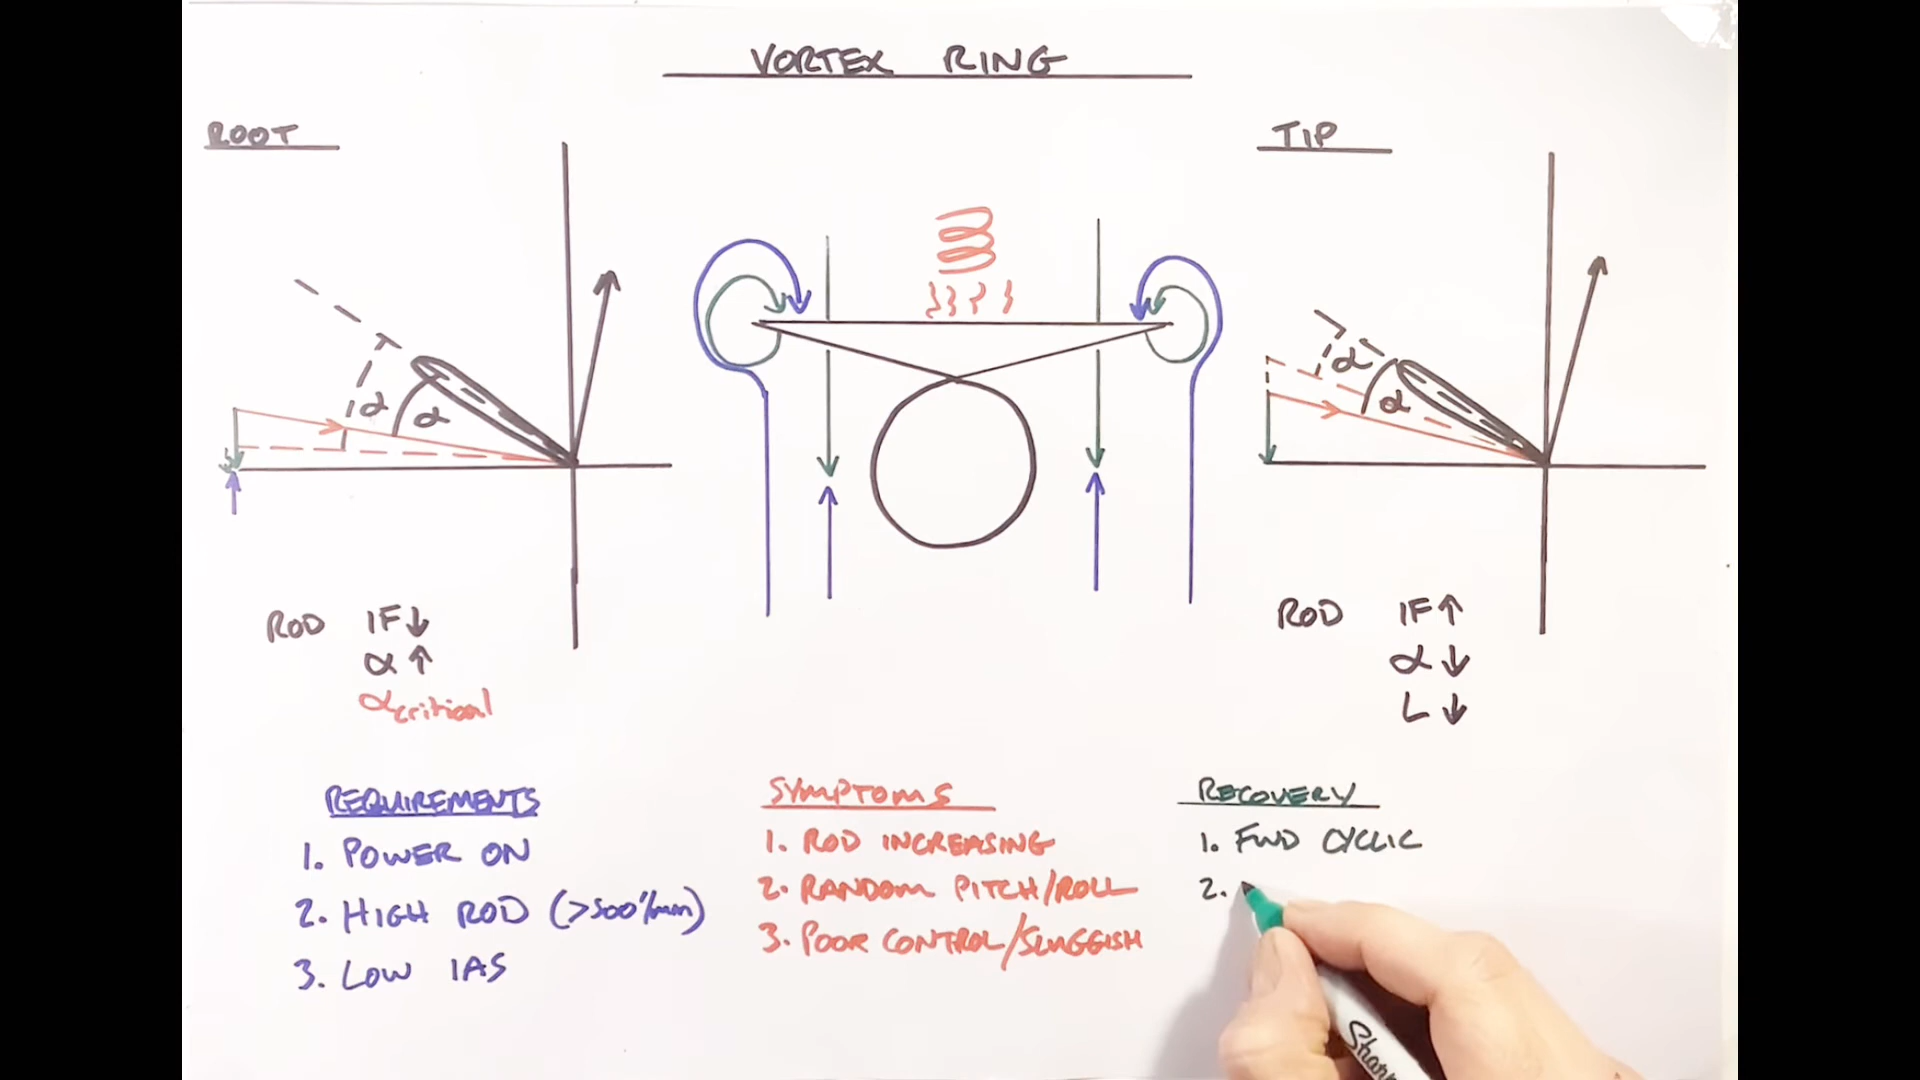 VORTEX RING
ROOT
TIP
α
α
α
α
ROD IF↓
α↑
αcritical
ROD IF↑
α↓
L↓
REQUIREMENTS
1. POWER ON
2. HIGH ROD (>500'/min)
3. LOW IAS
SYMPTOMS
1. ROD INCREASING
2. RANDOM PITCH/ROLL
3. POOR CONTROL/SLUGGISH
RECOVERY
1. FWD CYCLIC
2.